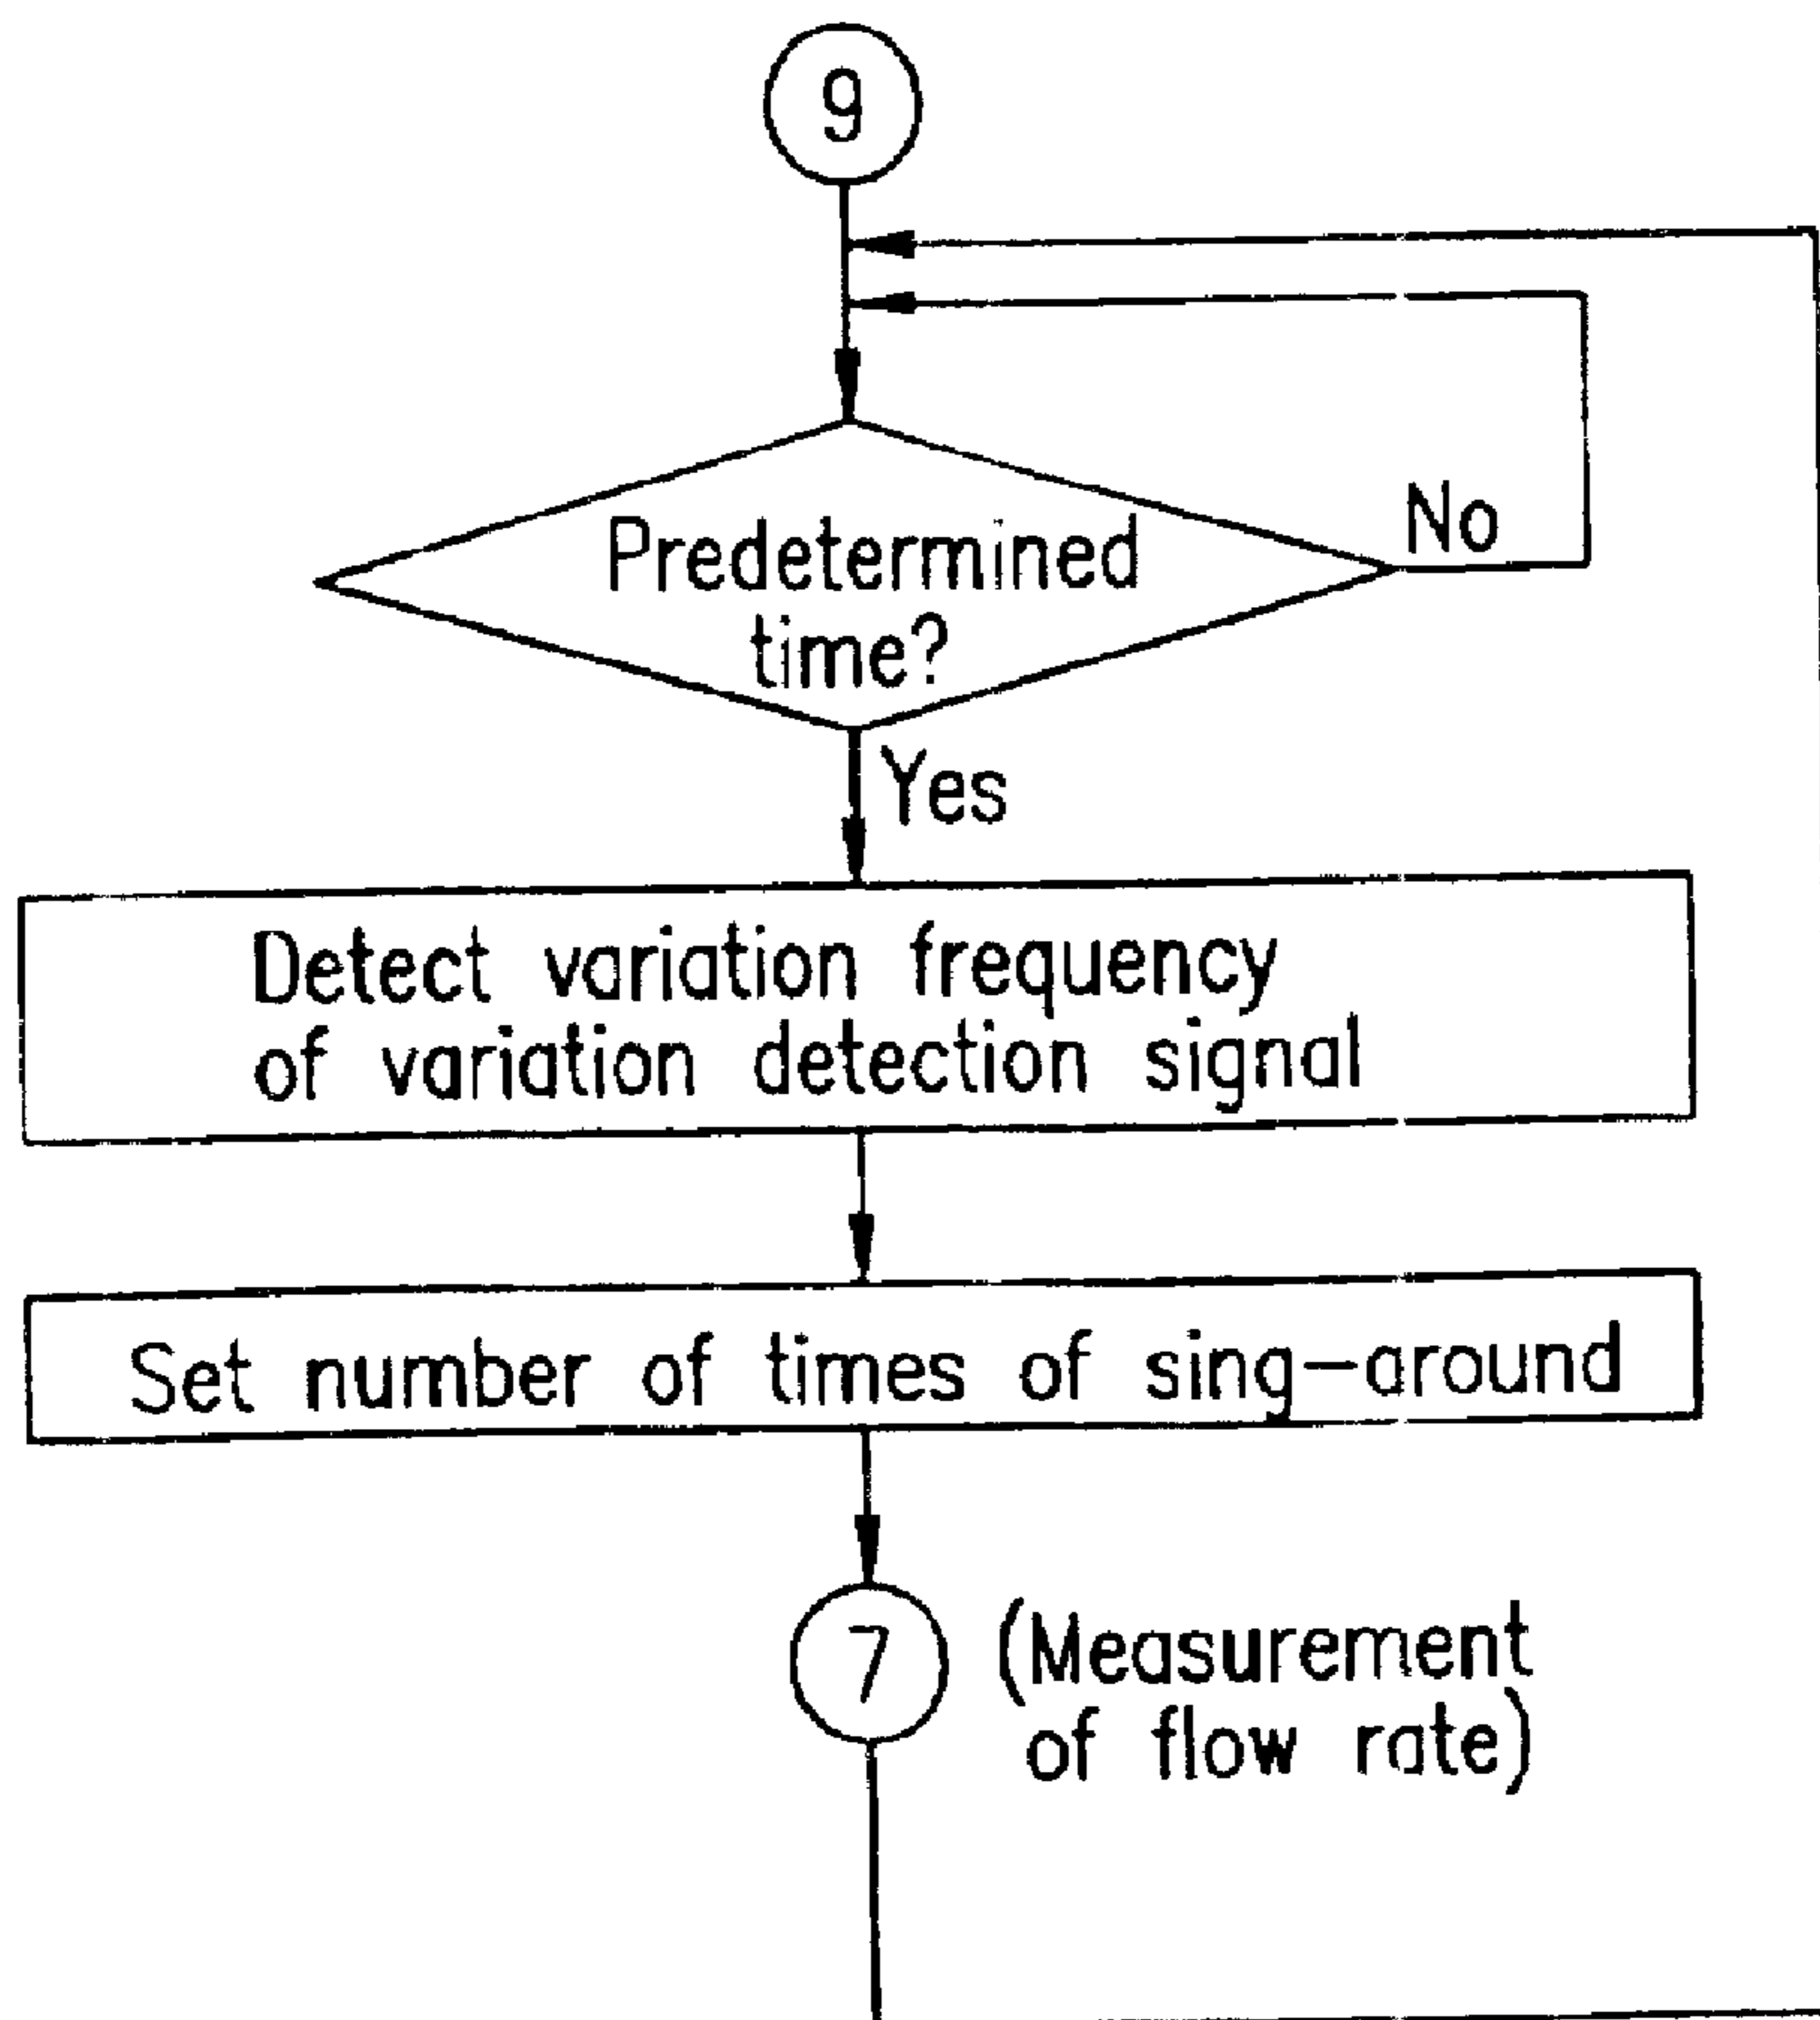 9
No
Predetermined
time?
Yes
Detect variation frequency
of variation detection signal
Set number of times of sing-around
7
(Measurement
of flow rate)